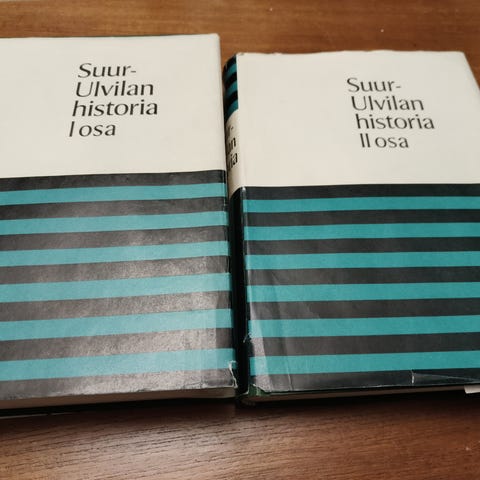 Suur-
Ulvilan
historia
I osa
Suur-
Ulvilan
historia
II osa